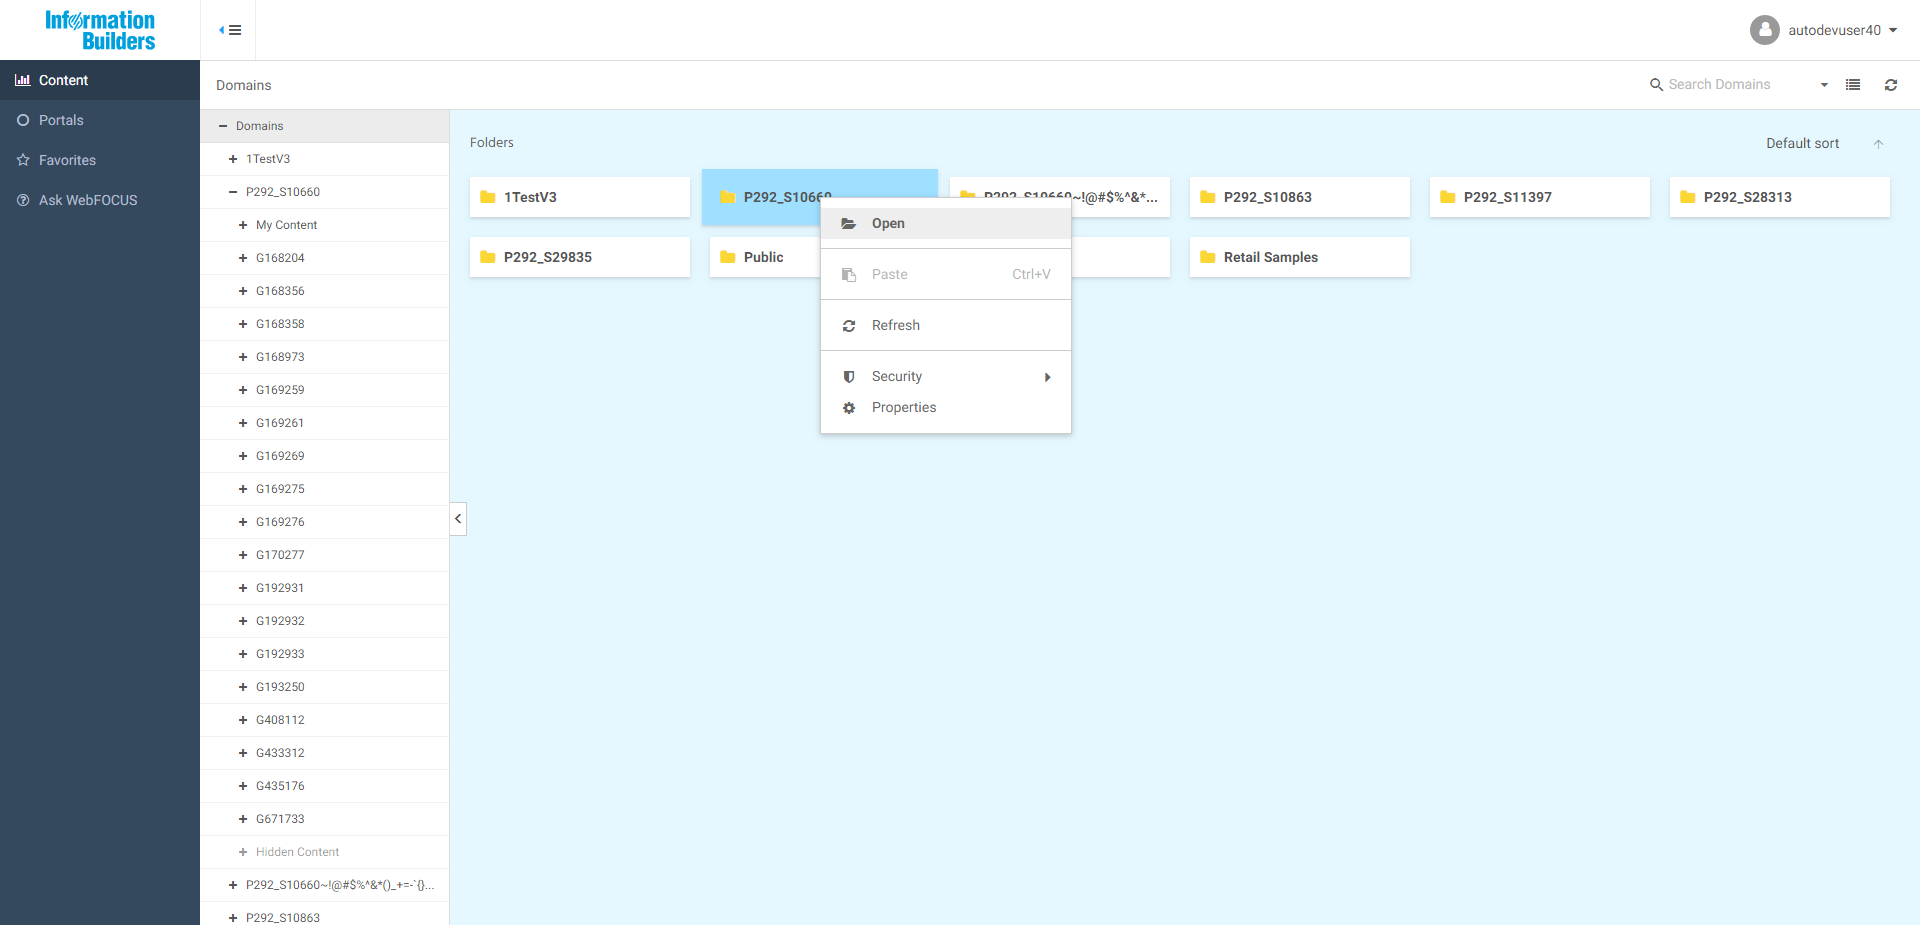 Information
Builders
autodevuser40
Content
Portals
Favorites
Ask WebFOCUS
Domains
Search Domains
Domains
1TestV3
P292_S10660
My Content
G168204
G168356
G168358
G168973
G169259
G169261
G169269
G169275
G169276
G170277
G192931
G192932
G192933
G193250
G408112
G433312
G435176
G671733
Hidden Content
P292_S10660~!@#$%^&*()_+=-`{}...
P292_S10863
Folders
Default sort
1TestV3
P292_S10660
P292_S10660~!@#$%^&*...
P292_S10863
P292_S11397
P292_S28313
P292_S29835
Public
Retail Samples
Open
Paste Ctrl+V
Refresh
Security
Properties